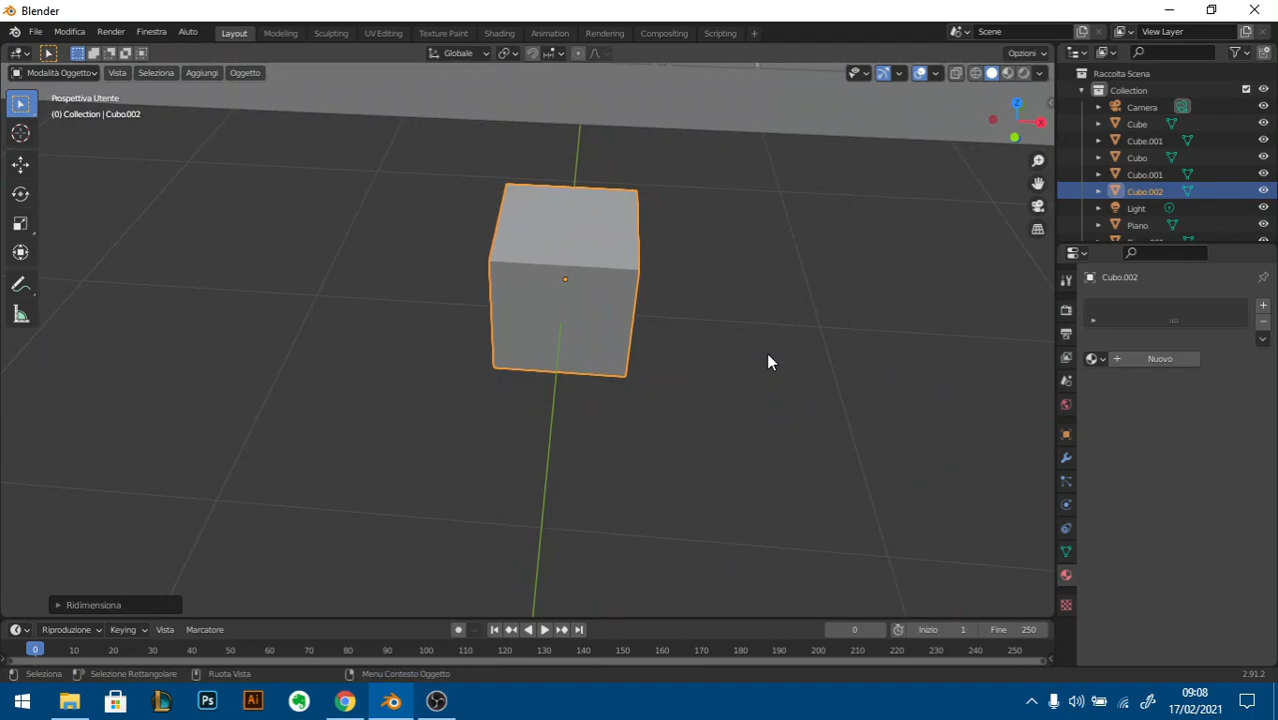 Blender
File Modifica Render Finestra Aiuto Layout Modeling Sculpting UV Editing Texture Paint Shading Animation Rendering Compositing Scripting + Scene View Layer
Globale Opzioni
Modalità Oggetto Vista Seleziona Aggiungi Oggetto
Prospettiva Utente
(0) Collection | Cubo.002
Z
X
Raccolta Scena
Collection
Camera
Cube
Cube.001
Cubo
Cubo.001
Cubo.002
Light
Piano
Cubo.002
Nuovo
Ridimensiona
Riproduzione Keying Vista Marcatore 0 Inizio 1 Fine 250
0 10 20 30 40 50 60 70 80 90 100 110 120 130 140 150 160 170 180 190 200 210 220 230 240 250
Seleziona Selezione Rettangolare Ruota Vista Menu Contesto Oggetto 2.91.2
Ps Ai
09:08
17/02/2021